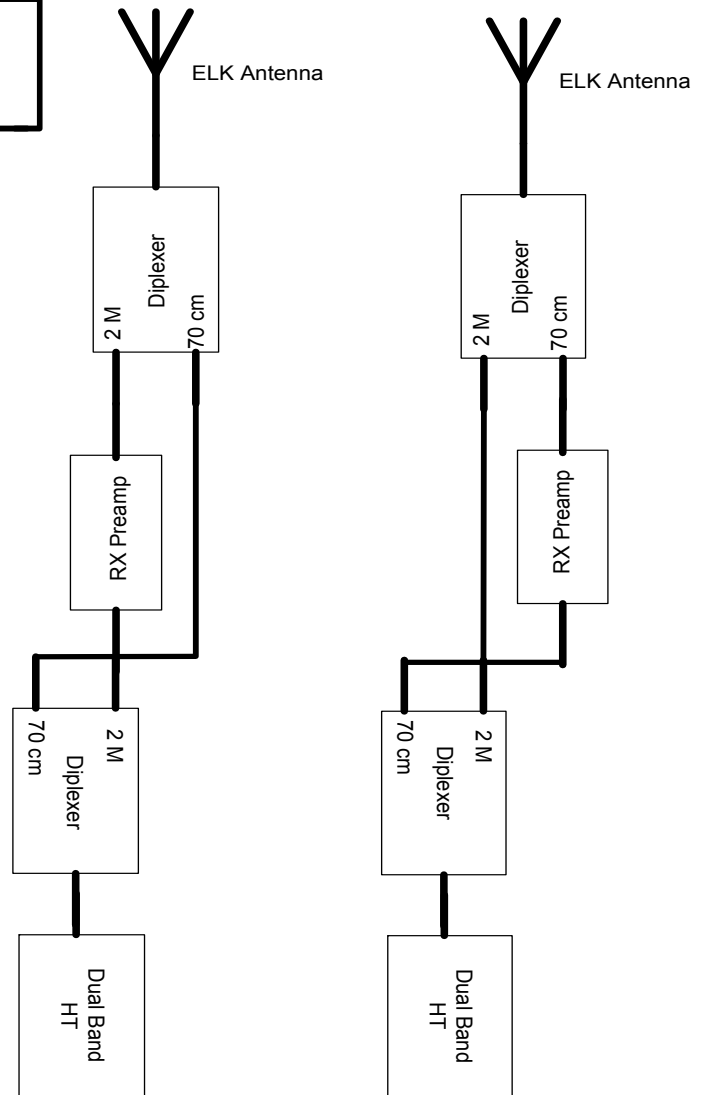 ELK Antenna
Diplexer
2 M
70 cm
RX Preamp
70 cm
2 M
Diplexer
Dual Band
HT
ELK Antenna
Diplexer
2 M
70 cm
RX Preamp
70 cm
2 M
Diplexer
Dual Band
HT